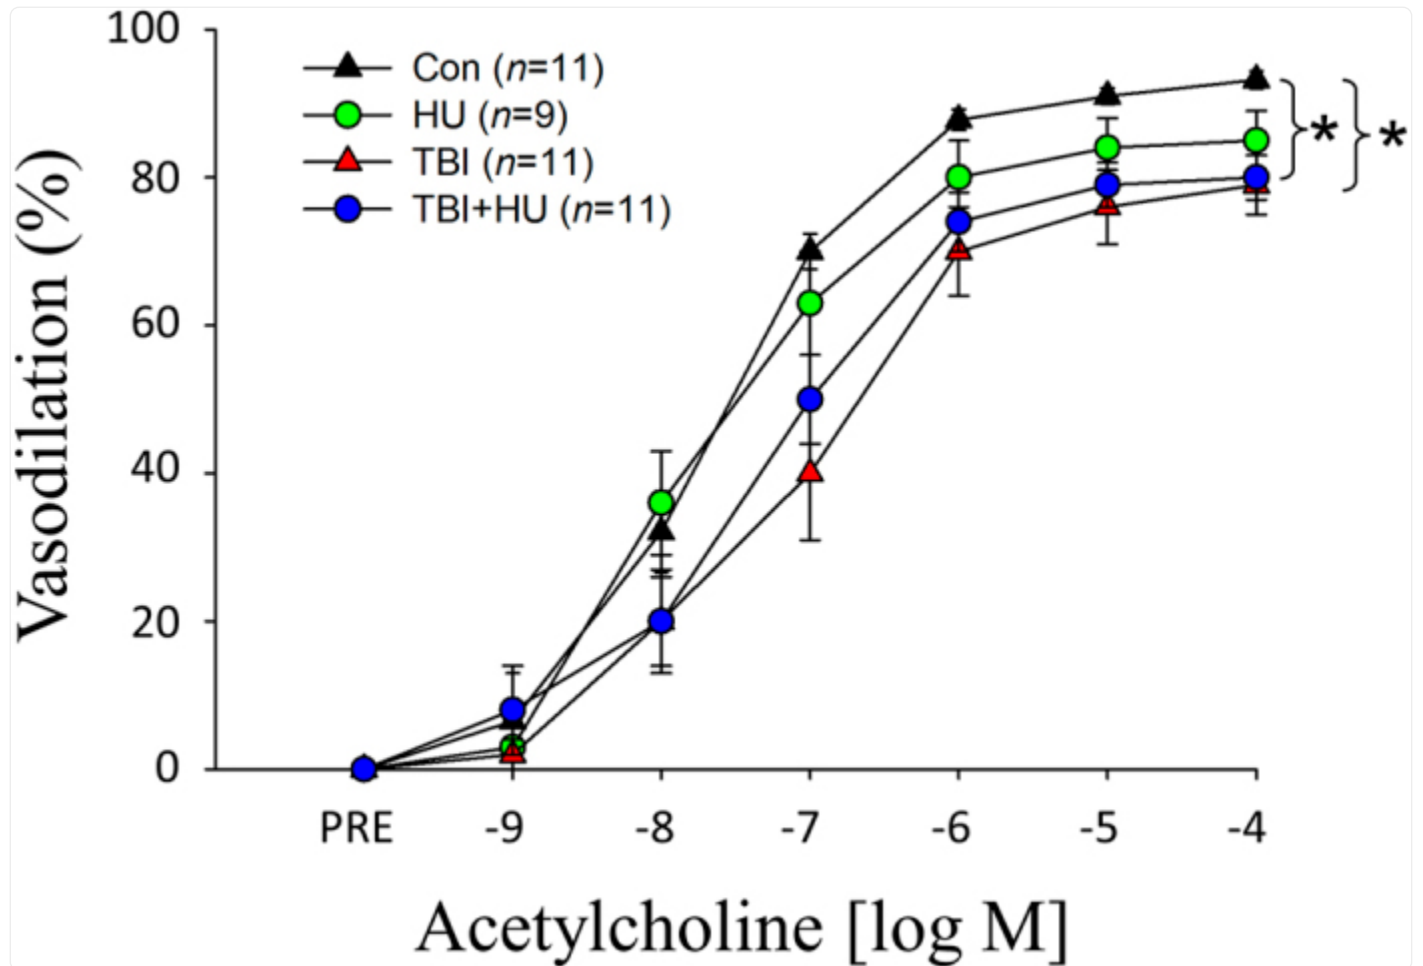 100
Con (n=11)
HU (n=9)
TBI (n=11)
TBI+HU (n=11)
* *
80
60
40
20
0
Vasodilation (%)
PRE -9 -8 -7 -6 -5 -4
Acetylcholine [log M]